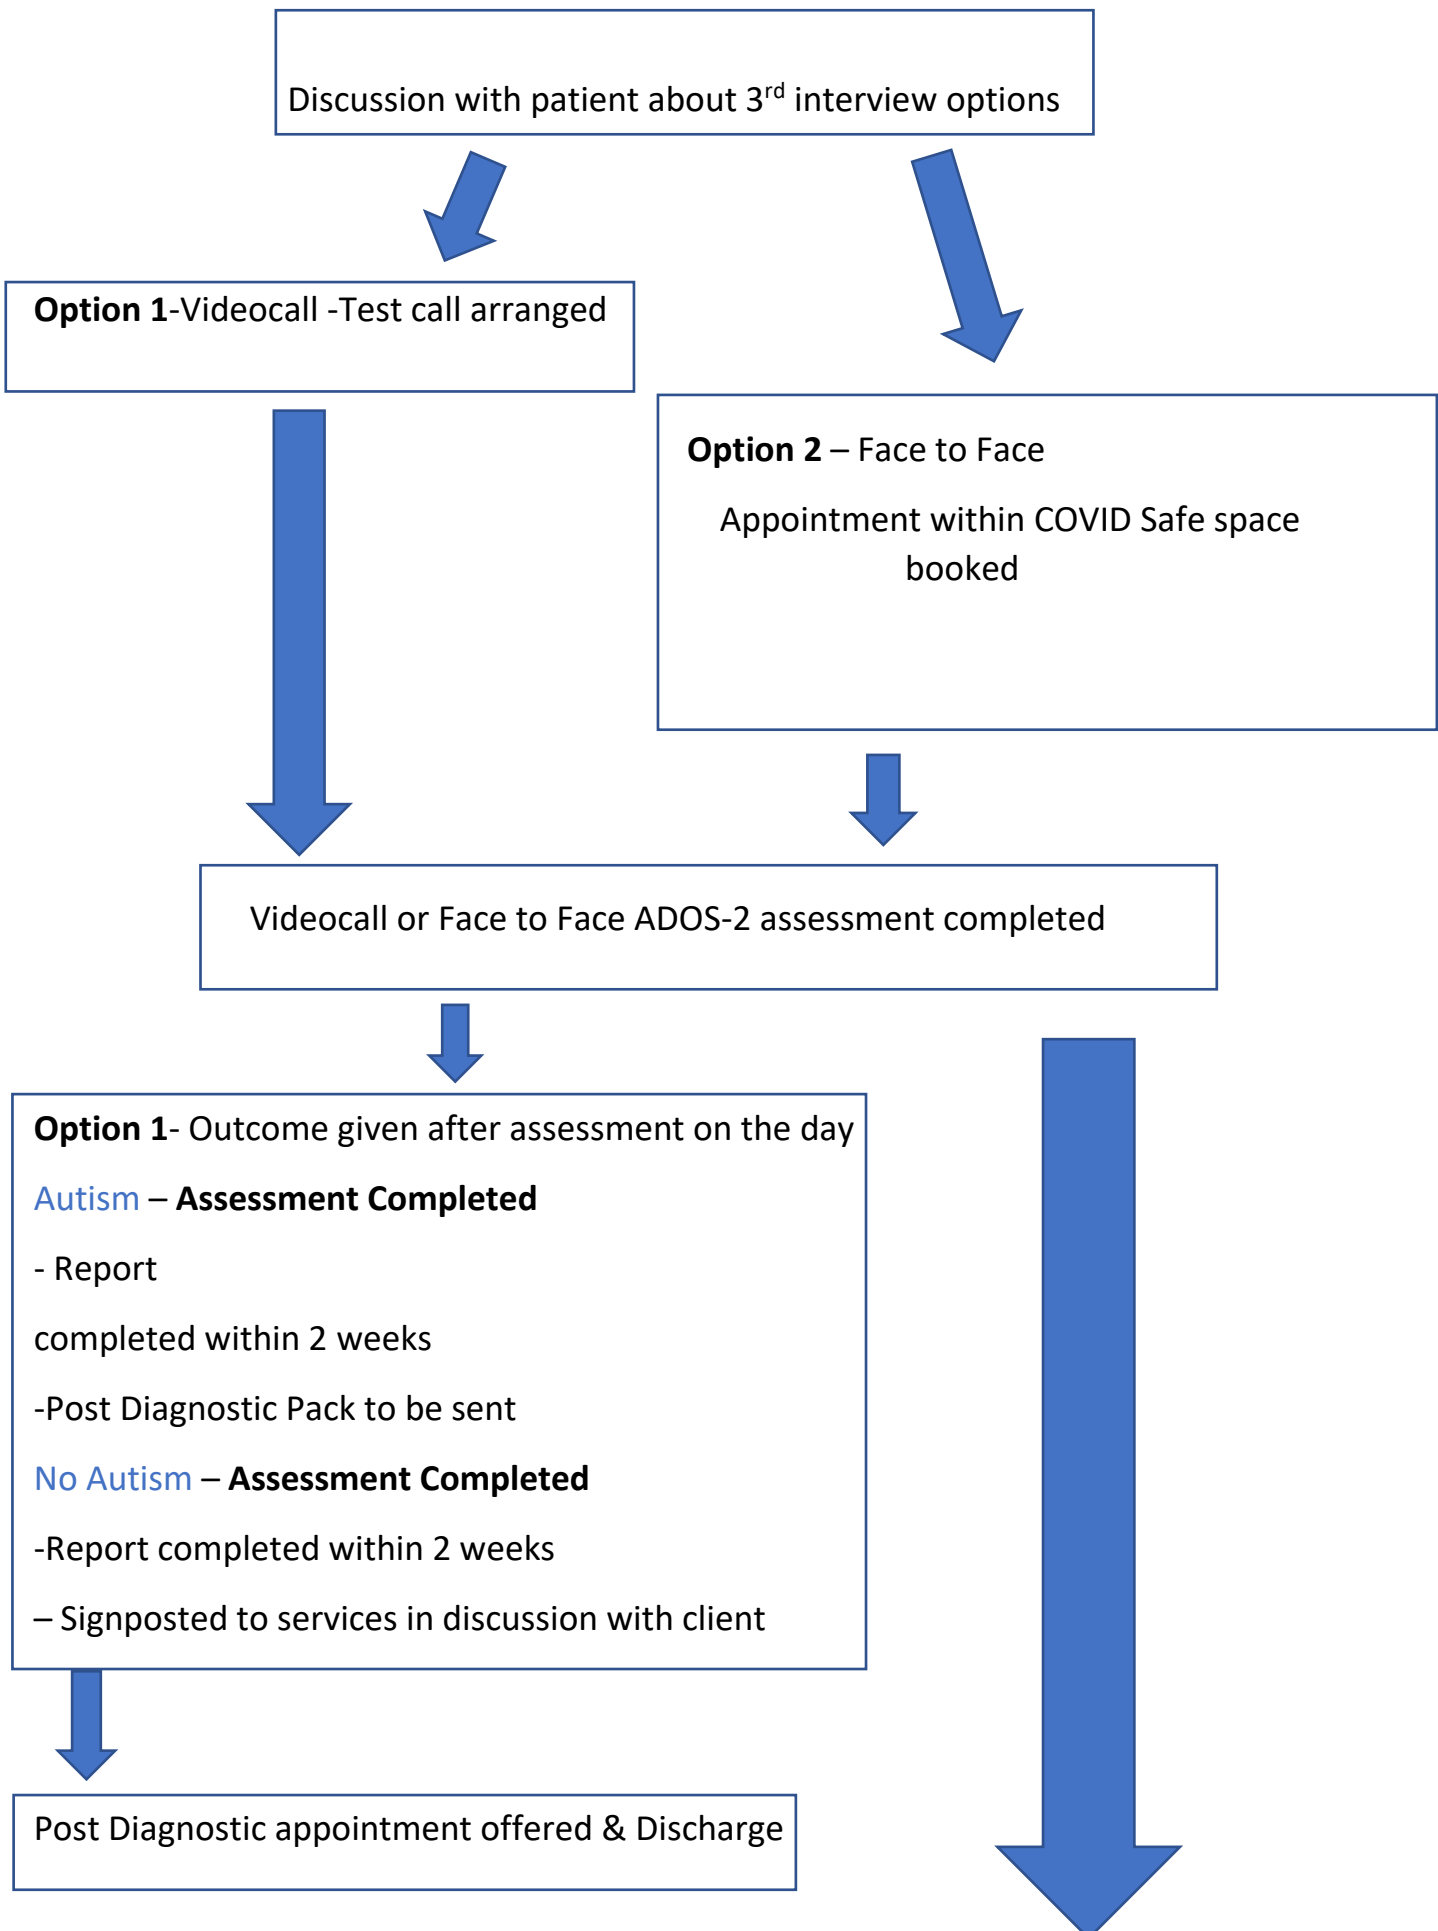 Discussion with patient about 3rd interview options
Option 1-Videocall -Test call arranged
Option 2 – Face to Face
Appointment within COVID Safe space
booked
Videocall or Face to Face ADOS-2 assessment completed
Option 1- Outcome given after assessment on the day
Autism – Assessment Completed
- Report
completed within 2 weeks
-Post Diagnostic Pack to be sent
No Autism – Assessment Completed
-Report completed within 2 weeks
– Signposted to services in discussion with client
Post Diagnostic appointment offered & Discharge